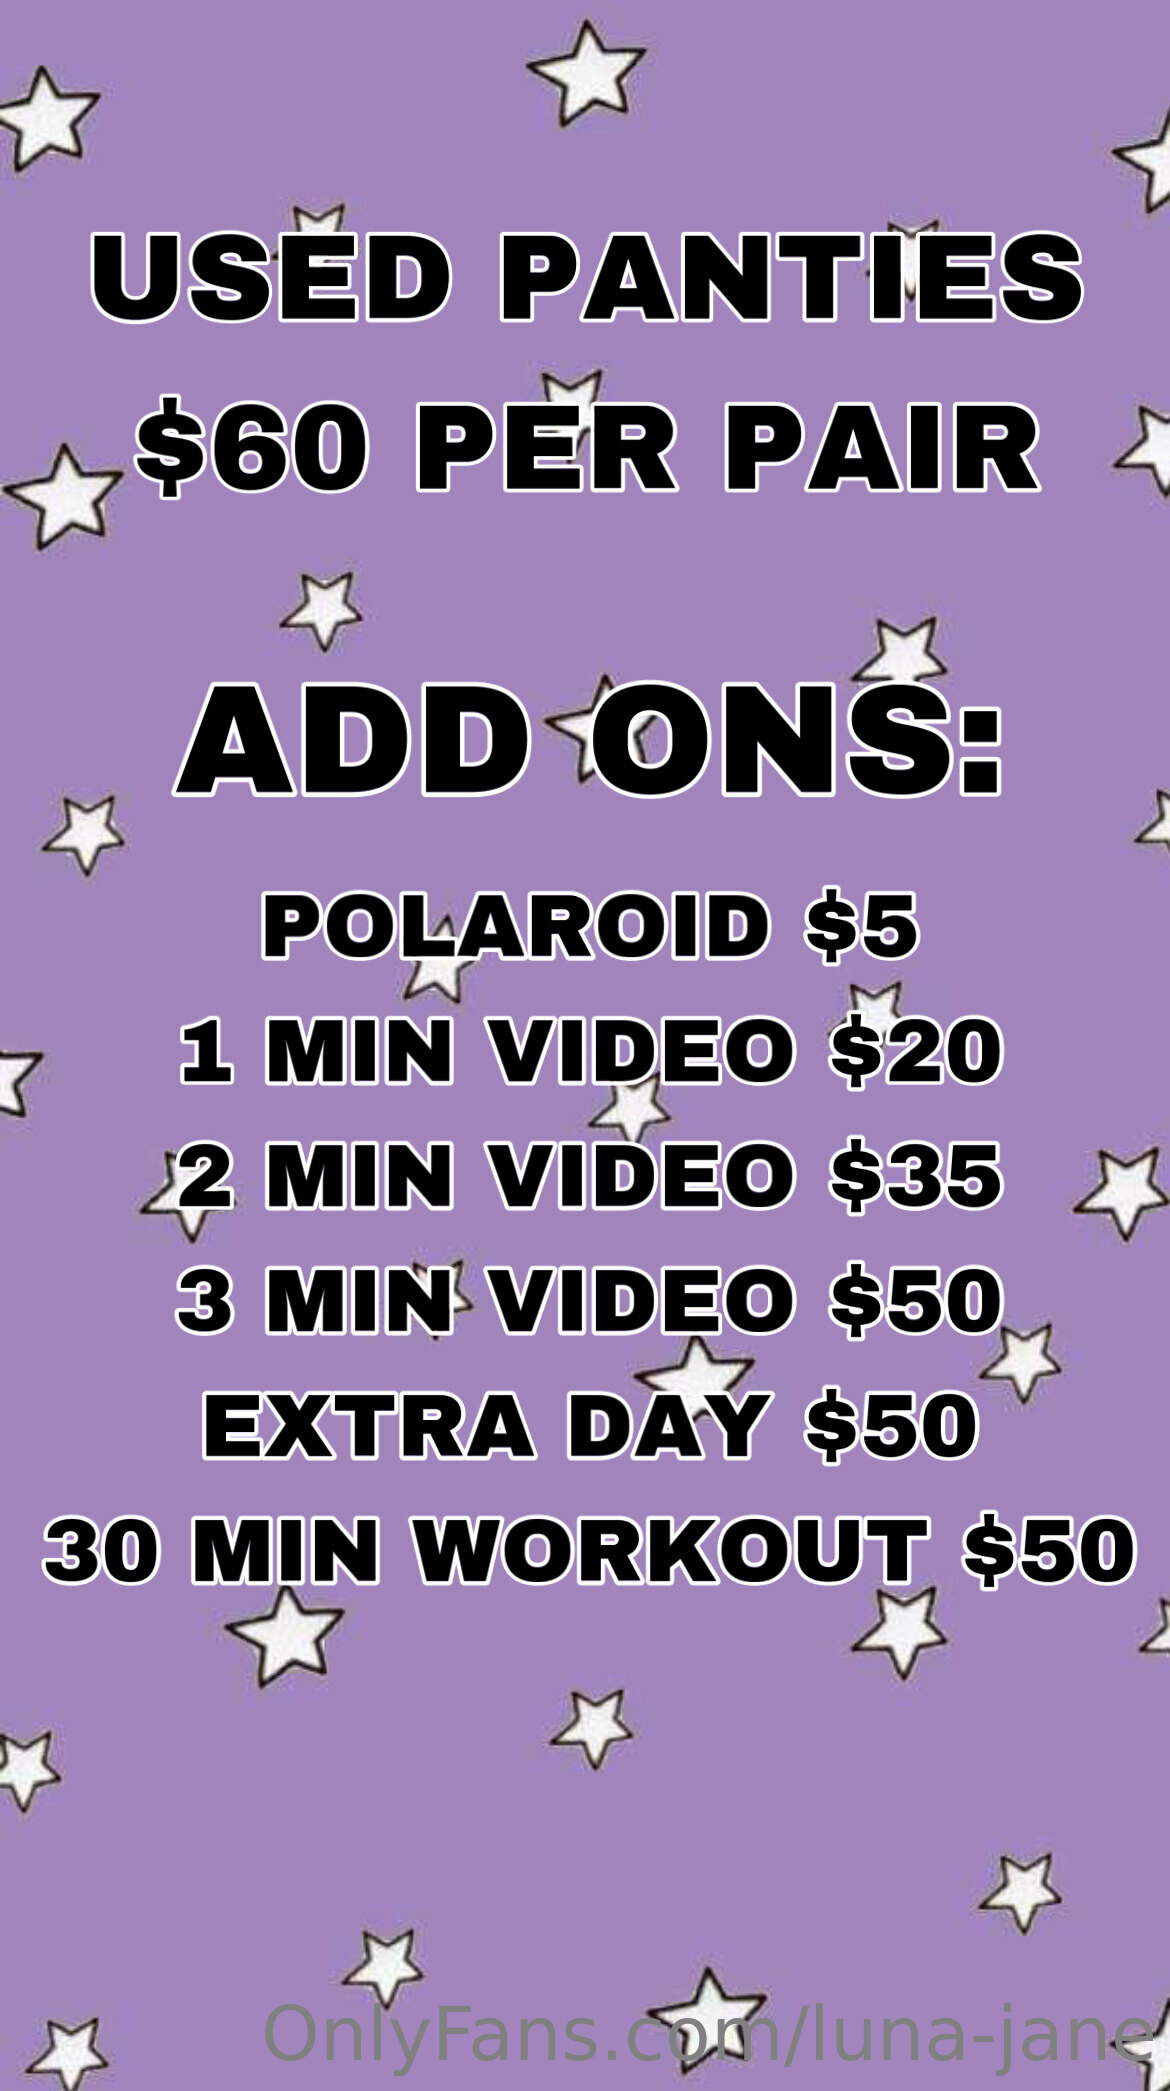 USED PANTIES
$60 PER PAIR
ADD ONS:
POLAROID $5
1 MIN VIDEO $20
2 MIN VIDEO $35
3 MIN VIDEO $50
EXTRA DAY $50
30 MIN WORKOUT $50
OnlyFans.com/luna-jane